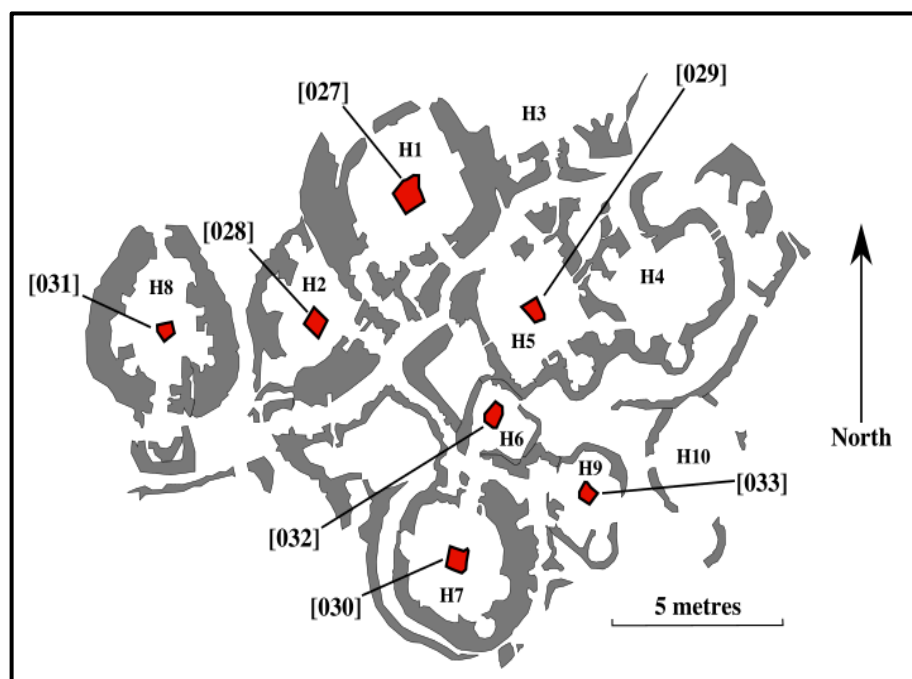 [029]
[027]
H3
H1
[028]
H4
H8
H2
[031]
H5
North
H6
H10
H9
[033]
[032]
H7
[030]
5 metres